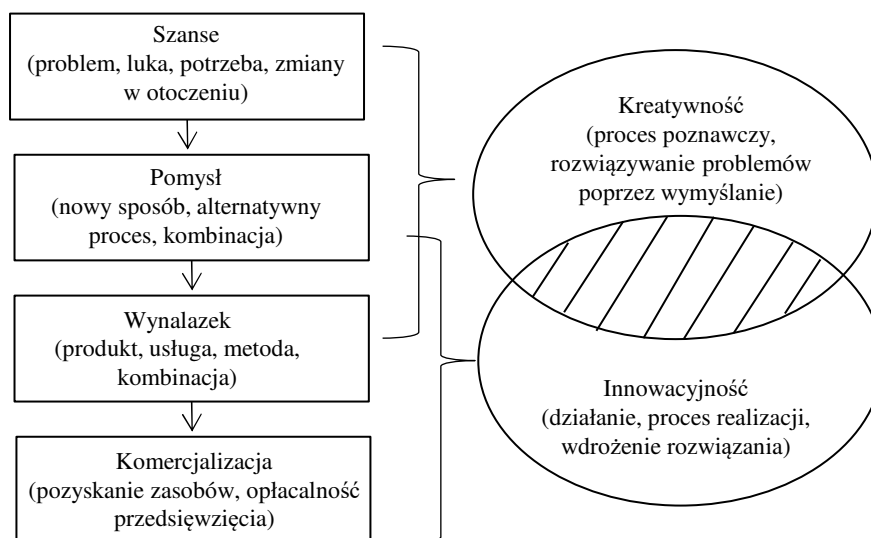 Szanse
(problem, luka, potrzeba, zmiany
w otoczeniu)
Pomysł
(nowy sposób, alternatywny
proces, kombinacja)
Wynalazek
(produkt, usługa, metoda,
kombinacja)
Komercjalizacja
(pozyskanie zasobów, opłacalność
przedsięwzięcia)
Kreatywność
(proces poznawczy,
rozwiązywanie problemów
poprzez wymyślanie)
Innowacyjność
(działanie, proces realizacji,
wdrożenie rozwiązania)